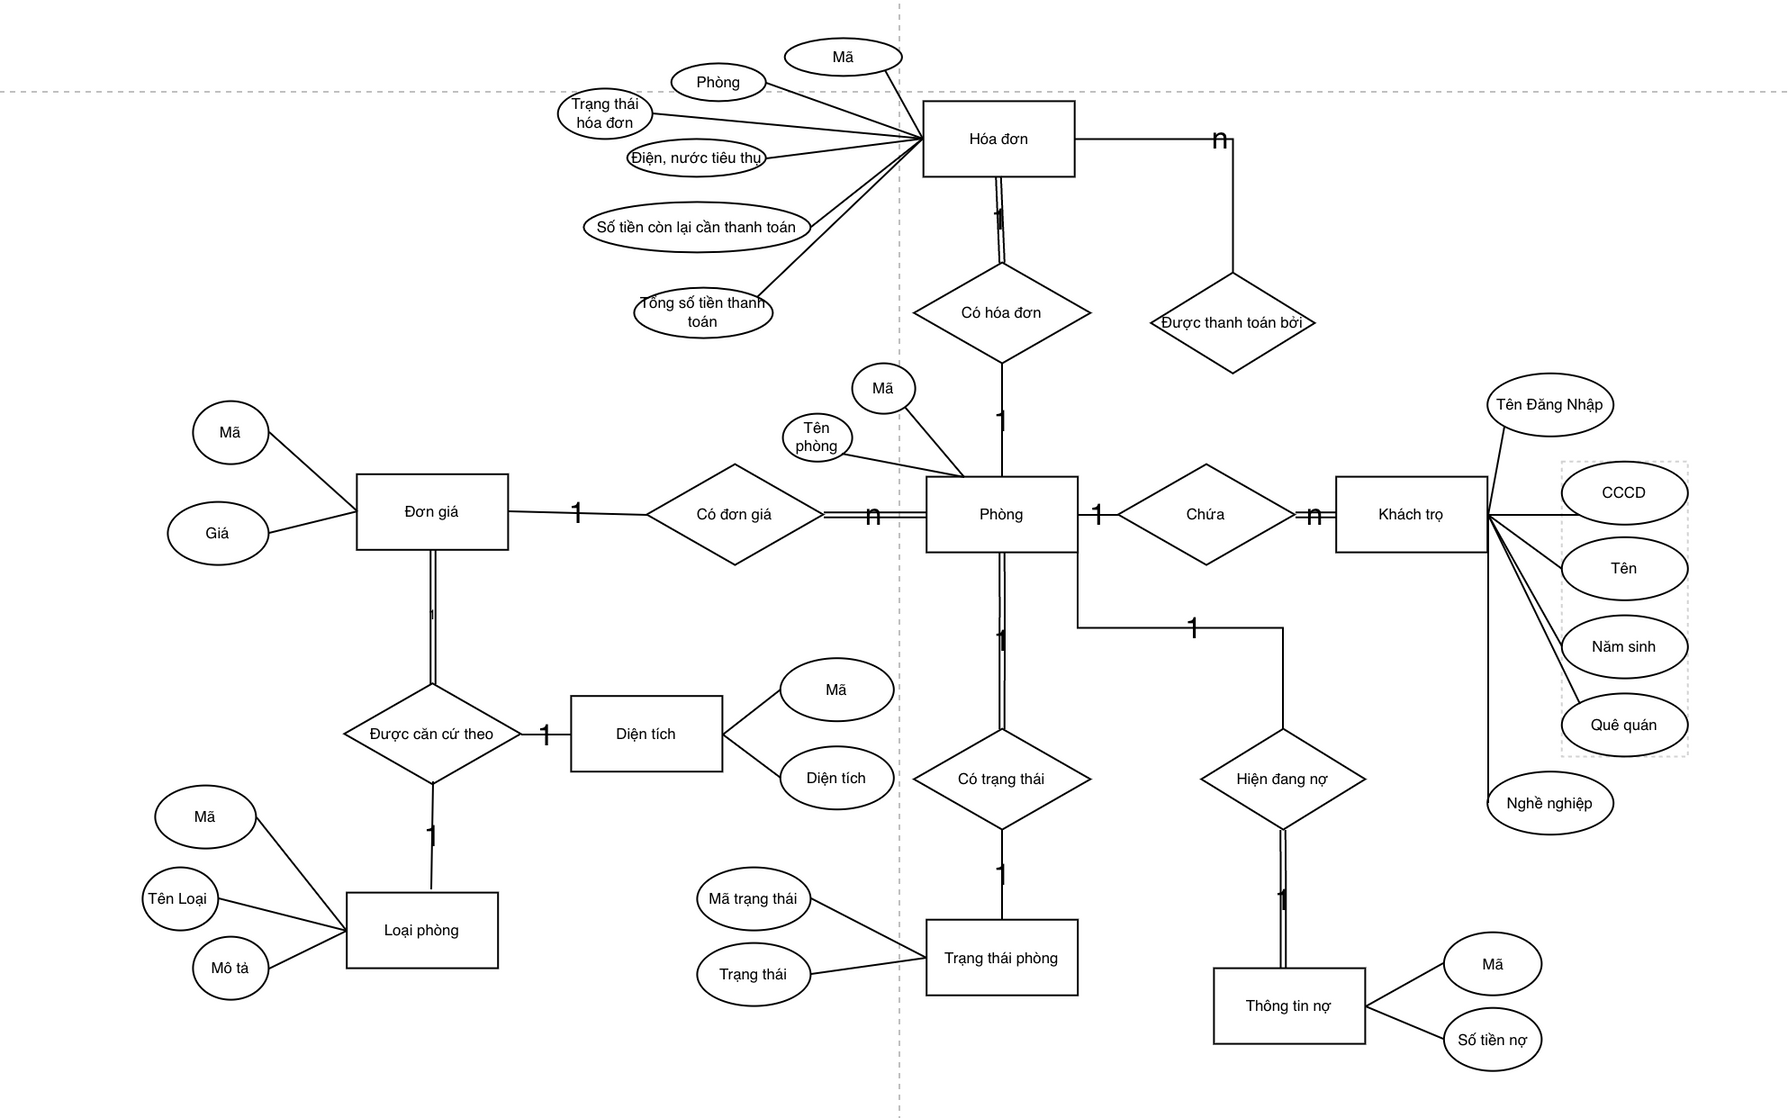 Mã
Phòng
Trạng thái
hóa đơn
Hóa đơn
n
Điện, nước tiêu thụ
1
Số tiền còn lại cần thanh toán
Tổng số tiền thanh
toán
Có hóa đơn
Được thanh toán bởi
Mã
Tên Đăng Nhập
1
Mã
Tên
phòng
CCCD
Đơn giá
1
Có đơn giá
n
Phòng
1
Chứa
n
Khách trọ
Giá
Tên
1
1
1
Năm sinh
Mã
Quê quán
Được căn cứ theo
1
Diện tích
Diện tích
Có trạng thái
Hiện đang nợ
Nghề nghiệp
Mã
1
1
Tên Loại
Mã trạng thái
1
Loại phòng
Mô tả
Trạng thái
Trạng thái phòng
Mã
Thông tin nợ
Số tiền nợ